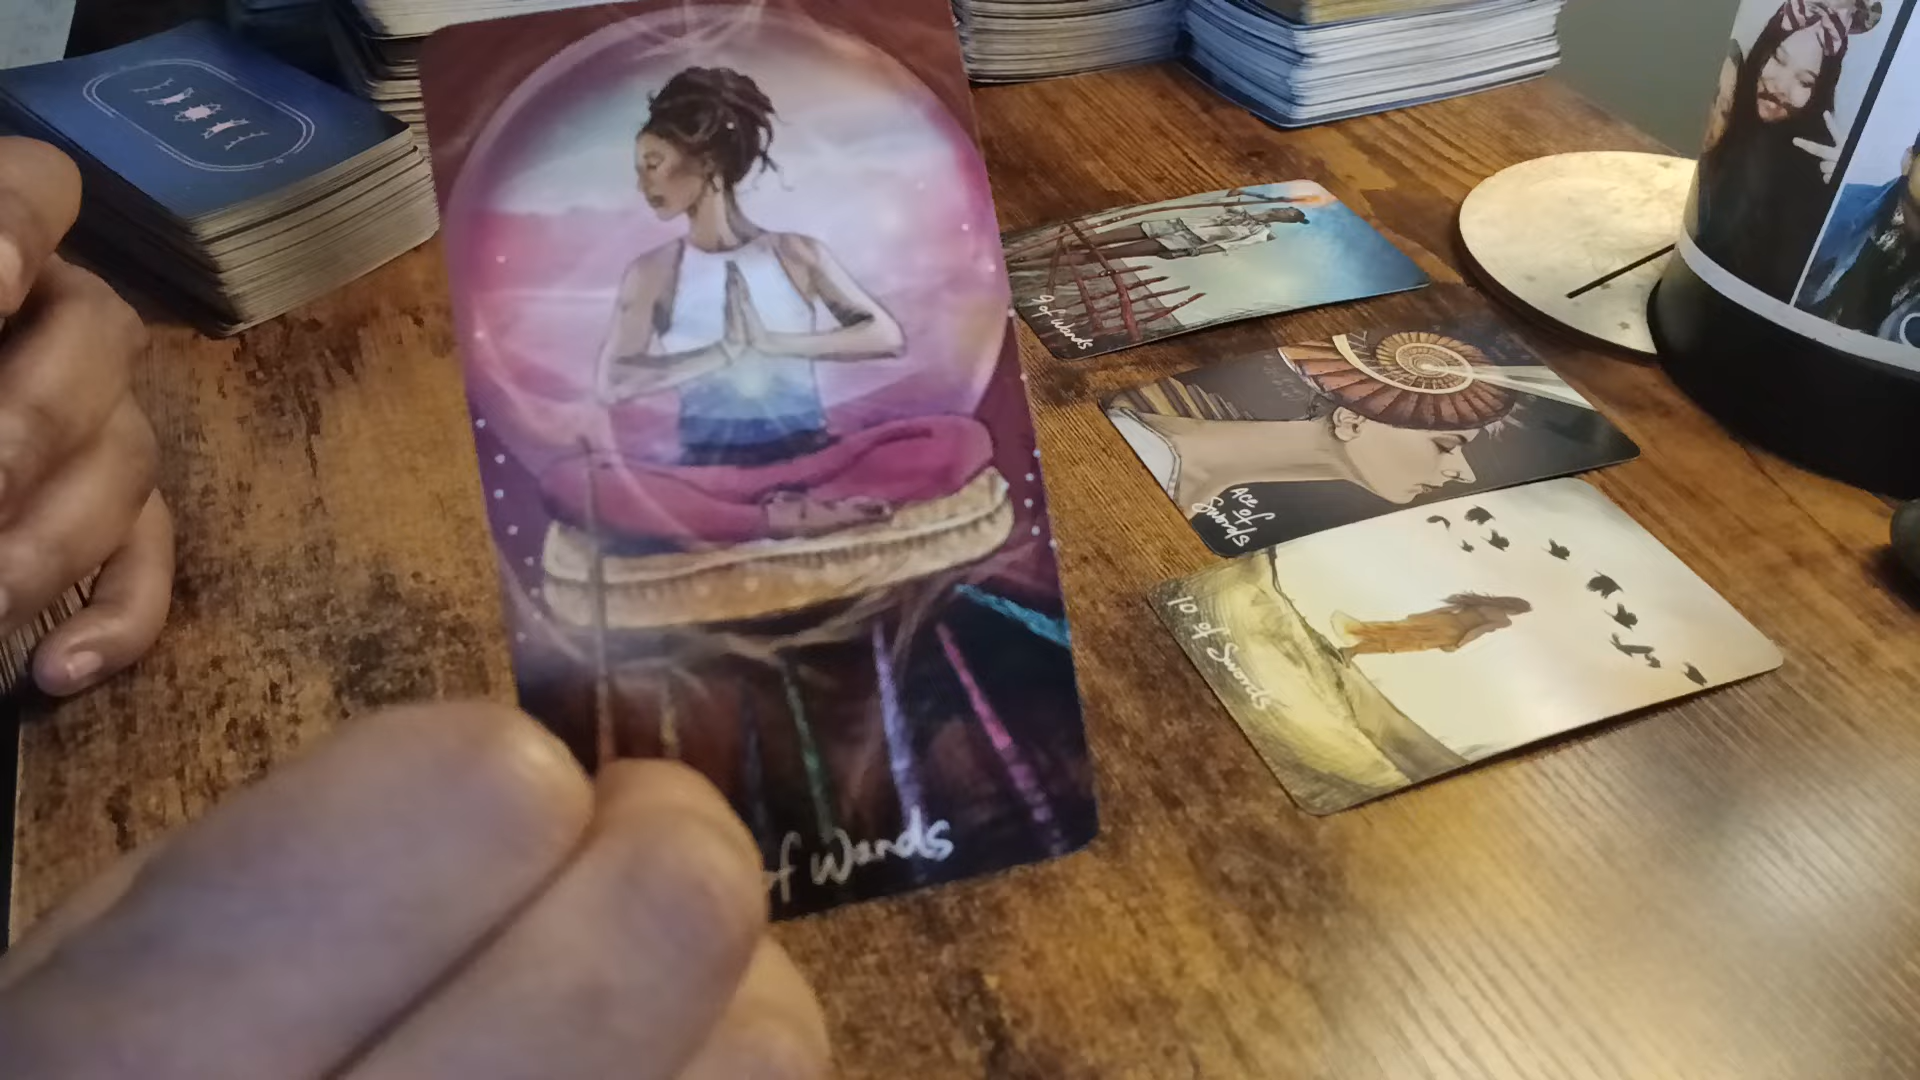 of Wands
9 of Wands
Ace
of
Swords
10 of Swords